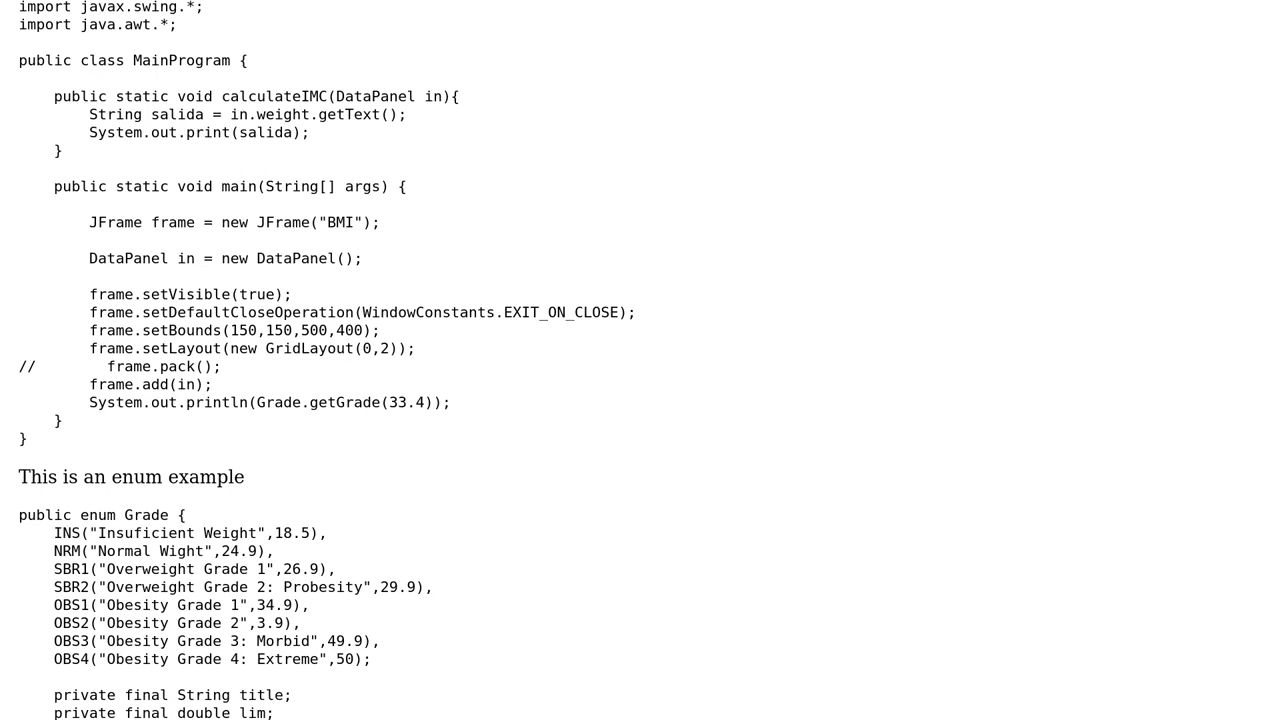 import javax.swing.*;
import java.awt.*;

public class MainProgram {

    public static void calculateIMC(DataPanel in){
        String salida = in.weight.getText();
        System.out.print(salida);
    }

    public static void main(String[] args) {

        JFrame frame = new JFrame("BMI");

        DataPanel in = new DataPanel();

        frame.setVisible(true);
        frame.setDefaultCloseOperation(WindowConstants.EXIT_ON_CLOSE);
        frame.setBounds(150,150,500,400);
        frame.setLayout(new GridLayout(0,2));
//        frame.pack();
        frame.add(in);
        System.out.println(Grade.getGrade(33.4));
    }
}

This is an enum example

public enum Grade {
    INS("Insuficient Weight",18.5),
    NRM("Normal Wight",24.9),
    SBR1("Overweight Grade 1",26.9),
    SBR2("Overweight Grade 2: Probesity",29.9),
    OBS1("Obesity Grade 1",34.9),
    OBS2("Obesity Grade 2",3.9),
    OBS3("Obesity Grade 3: Morbid",49.9),
    OBS4("Obesity Grade 4: Extreme",50);

    private final String title;
    private final double lim;